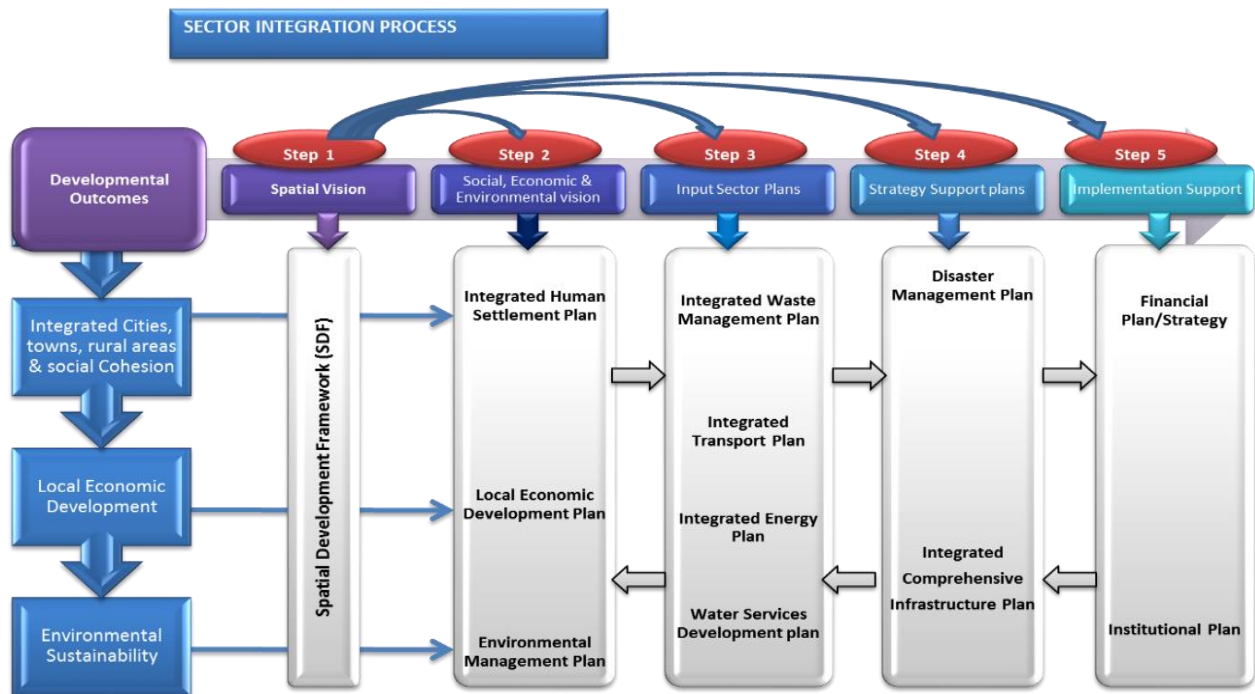 SECTOR INTEGRATION PROCESS
Developmental
Outcomes
Step 1
Spatial Vision
Step 2
Social, Economic &
Environmental vision
Step 3
Input Sector Plans
Step 4
Strategy Support plans
Step 5
Implementation Support
Integrated Cities,
towns, rural areas
& social Cohesion
Local Economic
Development
Environmental
Sustainability
Spatial Development Framework (SDF)
Integrated Human
Settlement Plan
Local Economic
Development Plan
Environmental
Management Plan
Integrated Waste
Management Plan
Integrated
Transport Plan
Integrated Energy
Plan
Water Services
Development plan
Disaster
Management Plan
Integrated
Comprehensive
Infrastructure Plan
Financial
Plan/Strategy
Institutional Plan